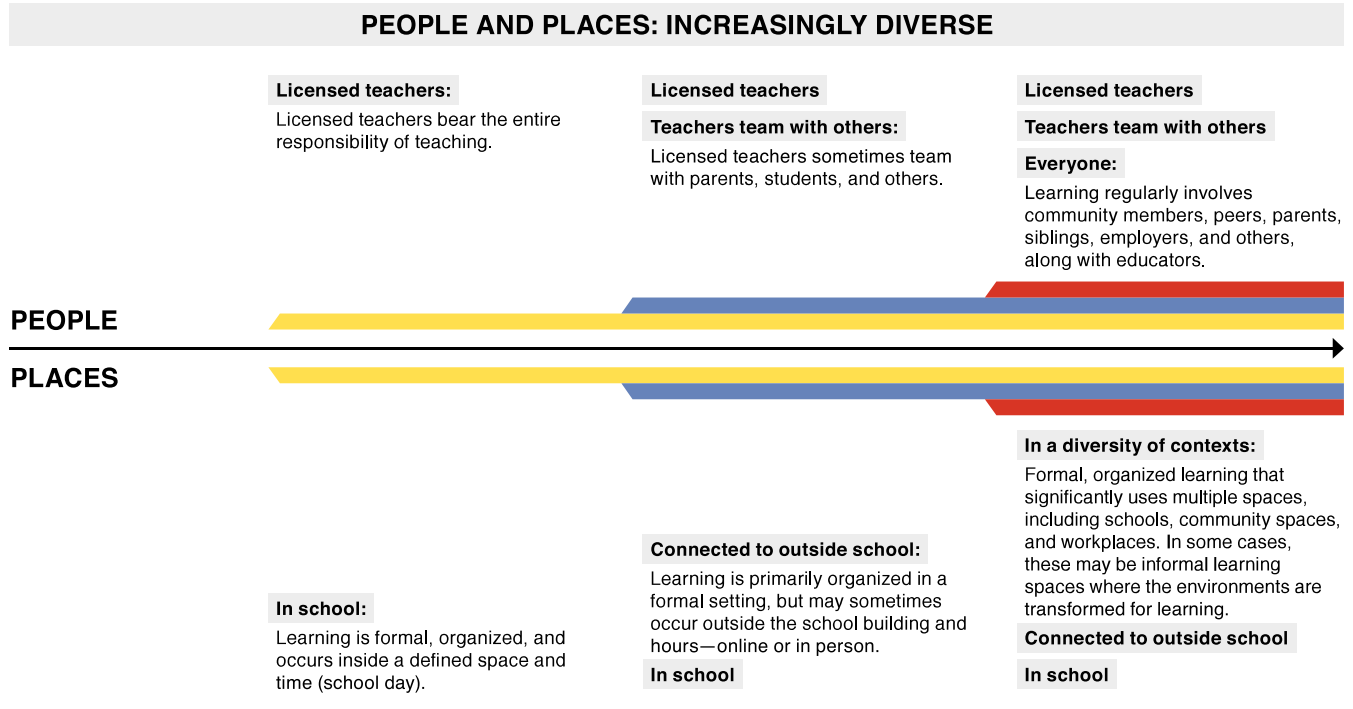 PEOPLE AND PLACES: INCREASINGLY DIVERSE
Licensed teachers:
Licensed teachers bear the entire
responsibility of teaching.
Licensed teachers
Teachers team with others:
Licensed teachers sometimes team
with parents, students, and others.
Licensed teachers
Teachers team with others
Everyone:
Learning regularly involves
community members, peers, parents,
siblings, employers, and others,
along with educators.
PEOPLE
PLACES
In school:
Learning is formal, organized, and
occurs inside a defined space and
time (school day).
Connected to outside school:
Learning is primarily organized in a
formal setting, but may sometimes
occur outside the school building and
hours—online or in person.
In school
In a diversity of contexts:
Formal, organized learning that
significantly uses multiple spaces,
including schools, community spaces,
and workplaces. In some cases,
these may be informal learning
spaces where the environments are
transformed for learning.
Connected to outside school
In school